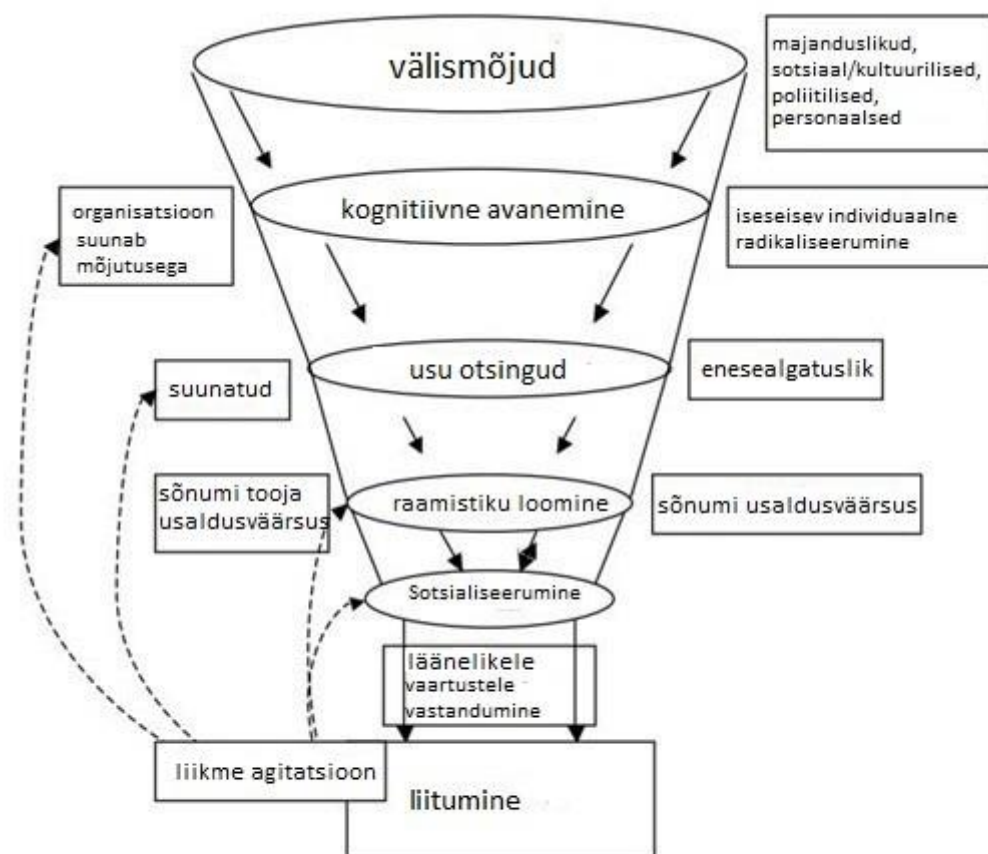 välismõjud
majanduslikud,
sotsiaal/kultuurilised,
poliitilised,
personaalsed
kognitiivne avanemine
organisatsioon
suunab
mõjutusega
iseseisev individuaalne
radikaliseerumine
usu otsingud
suunatud
enesealgatuslik
sõnumi tooja
usaldusväärsus
raamistiku loomine
sõnumi usaldusväärsus
Sotsialiseerumine
läänelikele
vaartustele
vastandumine
liikme agitatsioon
liitumine